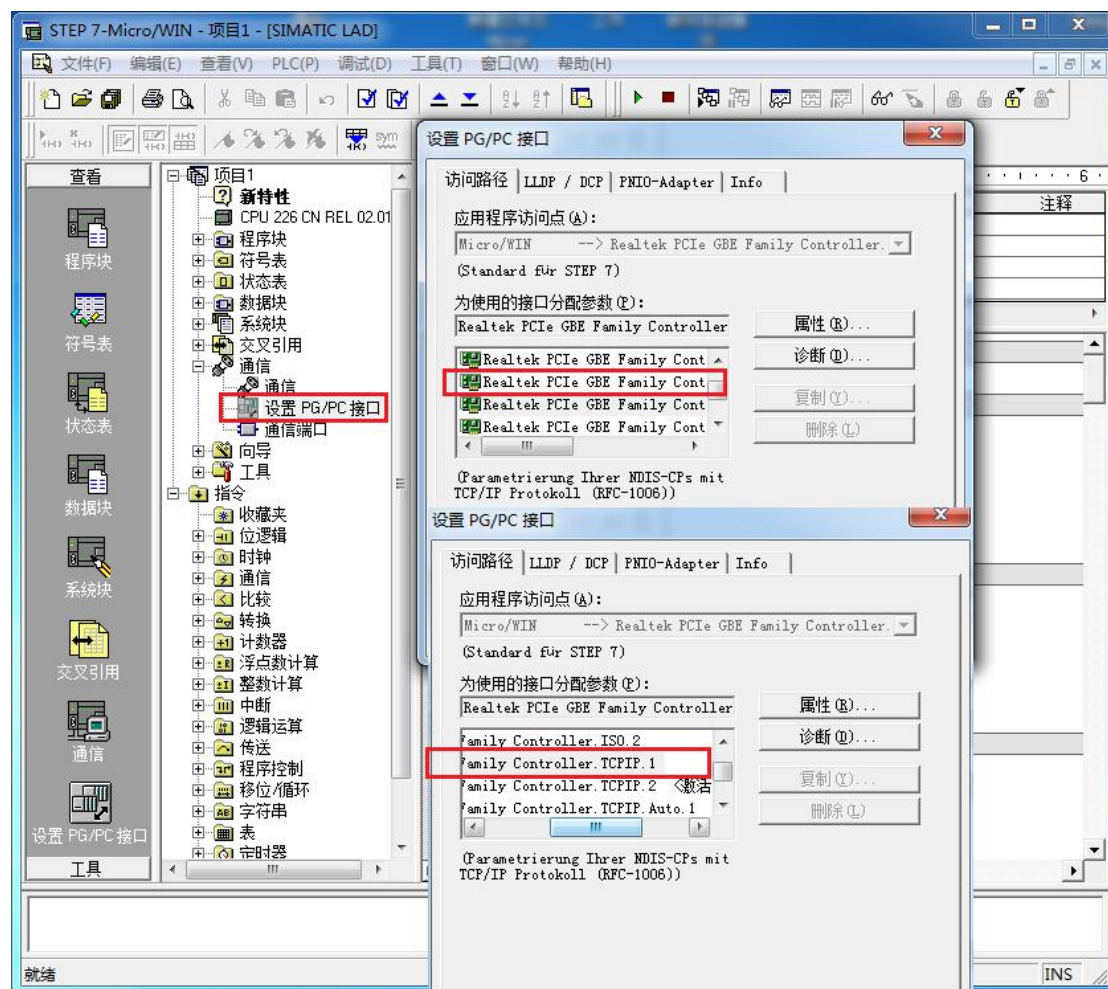 STEP 7-Micro/WIN - 项目1 - [SIMATIC LAD]
文件(F) 编辑(E) 查看(V) PLC(P) 调试(D) 工具(T) 窗口(W) 帮助(H)
sym
查看
程序块
符号表
状态表
数据块
系统块
交叉引用
通信
设置 PG/PC 接口
工具
项目1
新特性
CPU 226 CN REL 02.01
程序块
符号表
状态表
数据块
系统块
交叉引用
通信
通信
设置 PG/PC 接口
通信端口
向导
工具
指令
收藏夹
位逻辑
时钟
通信
比较
转换
计数器
浮点数计算
整数计算
中断
逻辑运算
传送
程序控制
移位/循环
字符串
表
定时器
6
注释
设置 PG/PC 接口
访问路径 LLDP / DCP PNIO-Adapter Info
应用程序访问点(A):
Micro/WIN --> Realtek PCIe GBE Family Controller.
(Standard für STEP 7)
为使用的接口分配参数(P):
Realtek PCIe GBE Family Controller
属性(R)...
Realtek PCIe GBE Family Cont
诊断(D)...
Realtek PCIe GBE Family Cont
复制(Y)...
Realtek PCIe GBE Family Cont
Realtek PCIe GBE Family Cont
删除(L)
(Parametrierung Ihrer NDIS-CPs mit
TCP/IP Protokoll (RFC-1006))
设置 PG/PC 接口
访问路径 LLDP / DCP PNIO-Adapter Info
应用程序访问点(A):
Micro/WIN --> Realtek PCIe GBE Family Controller.
(Standard für STEP 7)
为使用的接口分配参数(P):
Realtek PCIe GBE Family Controller
属性(R)...
amily Controller.ISO.2
诊断(D)...
amily Controller.TCPIP.1
复制(Y)...
amily Controller.TCPIP.2 <激活
amily Controller.TCPIP.Auto.1
删除(L)
(Parametrierung Ihrer NDIS-CPs mit
TCP/IP Protokoll (RFC-1006))
就绪
INS